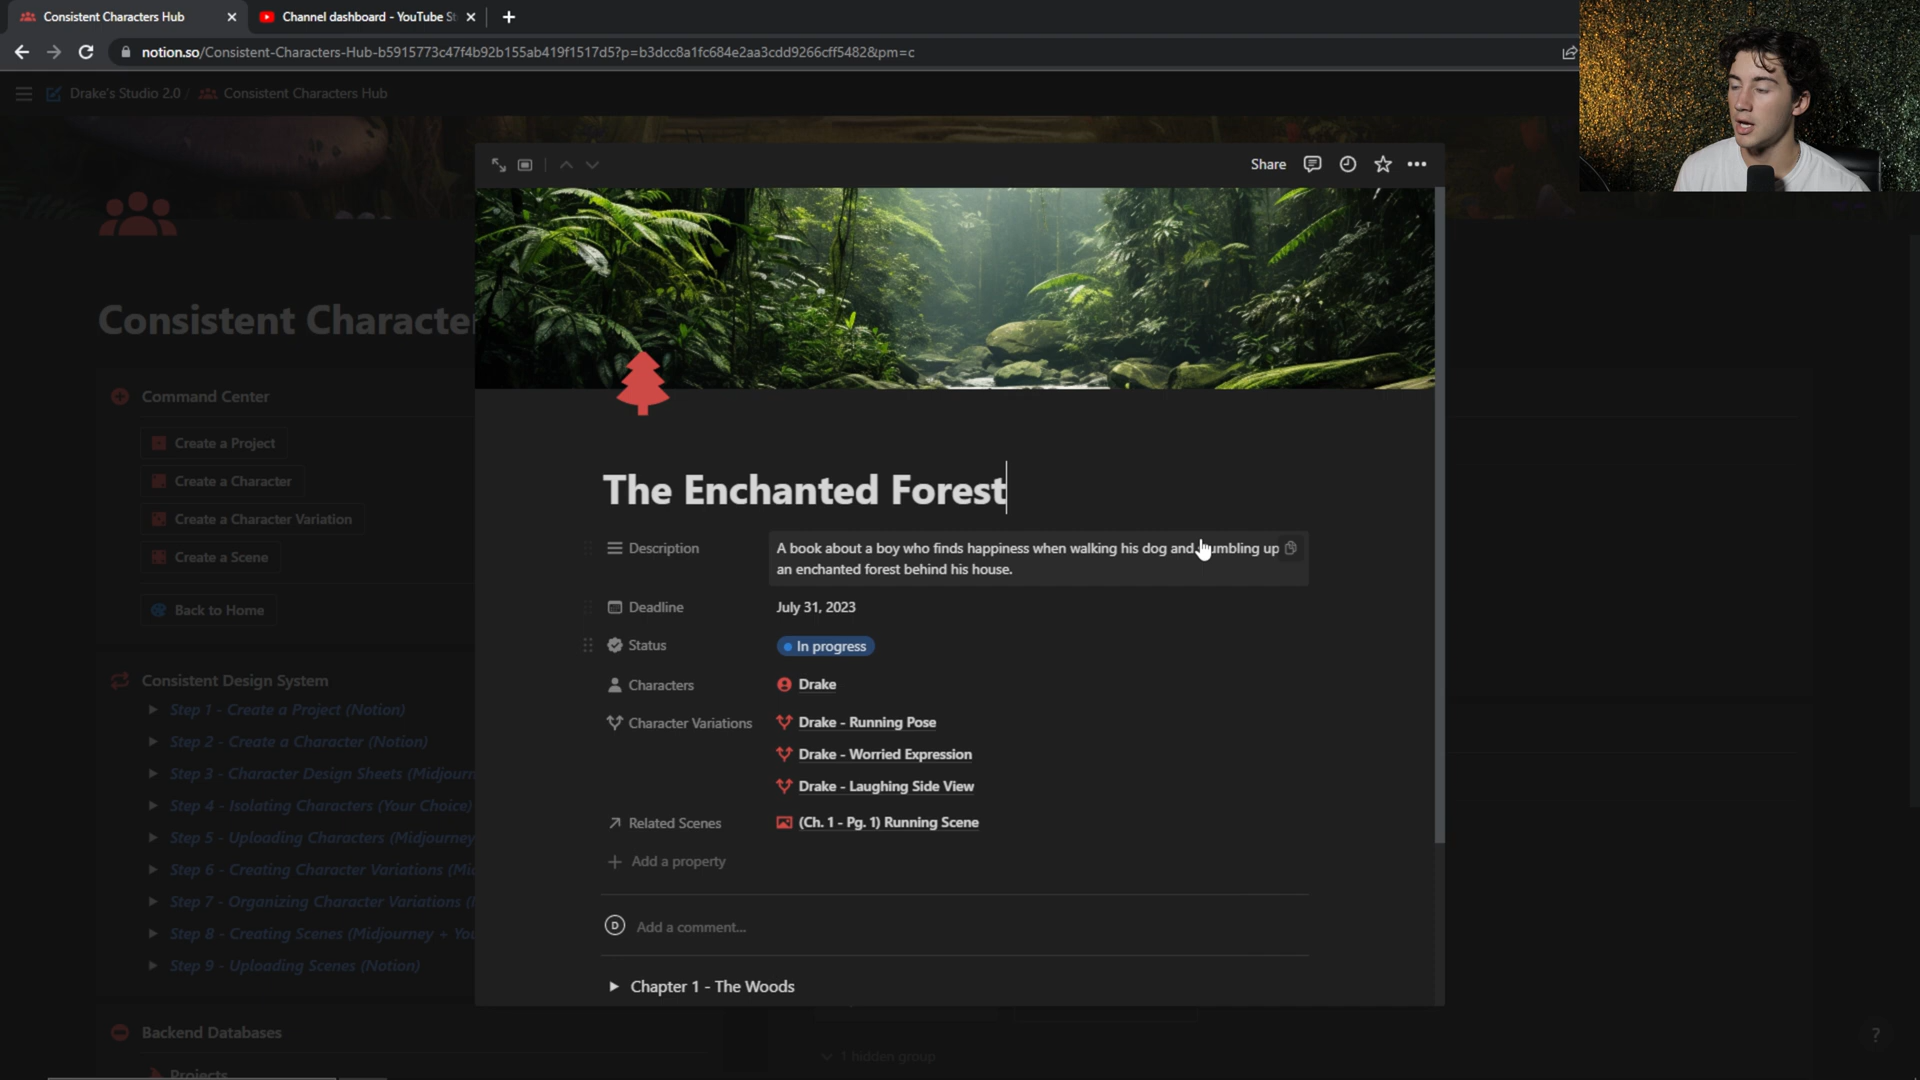 Consistent Characters Hub
Channel dashboard - YouTube St
notion.so/Consistent-Characters-Hub-b5915773c47f4b92b155ab419f1517d5?p=b3dcc8a1fc684e2aa3cdd9266cff5482&pm=c
Drake's Studio 2.0 / Consistent Characters Hub
Share
Consistent Character
Command Center
Create a Project
Create a Character
Create a Character Variation
Create a Scene
Back to Home
Consistent Design System
Step 1 - Create a Project (Notion)
Step 2 - Create a Character (Notion)
Step 3 - Character Design Sheets (Midjourn
Step 4 - Isolating Characters (Your Choice)
Step 5 - Uploading Characters (Midjourney
Step 6 - Creating Character Variations (Mi
Step 7 - Organizing Character Variations (
Step 8 - Creating Scenes (Midjourney + You
Step 9 - Uploading Scenes (Notion)
Backend Databases
Projects
The Enchanted Forest
Description
A book about a boy who finds happiness when walking his dog and umbling up
an enchanted forest behind his house.
Deadline
July 31, 2023
Status
In progress
Characters
Drake
Character Variations
Drake - Running Pose
Drake - Worried Expression
Drake - Laughing Side View
Related Scenes
(Ch. 1 - Pg. 1) Running Scene
Add a property
D
Add a comment...
Chapter 1 - The Woods
1 hidden group
?